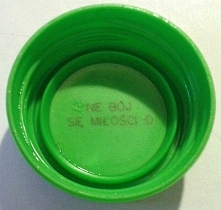 NIE BÓJ
SIĘ MIŁOŚCI :D